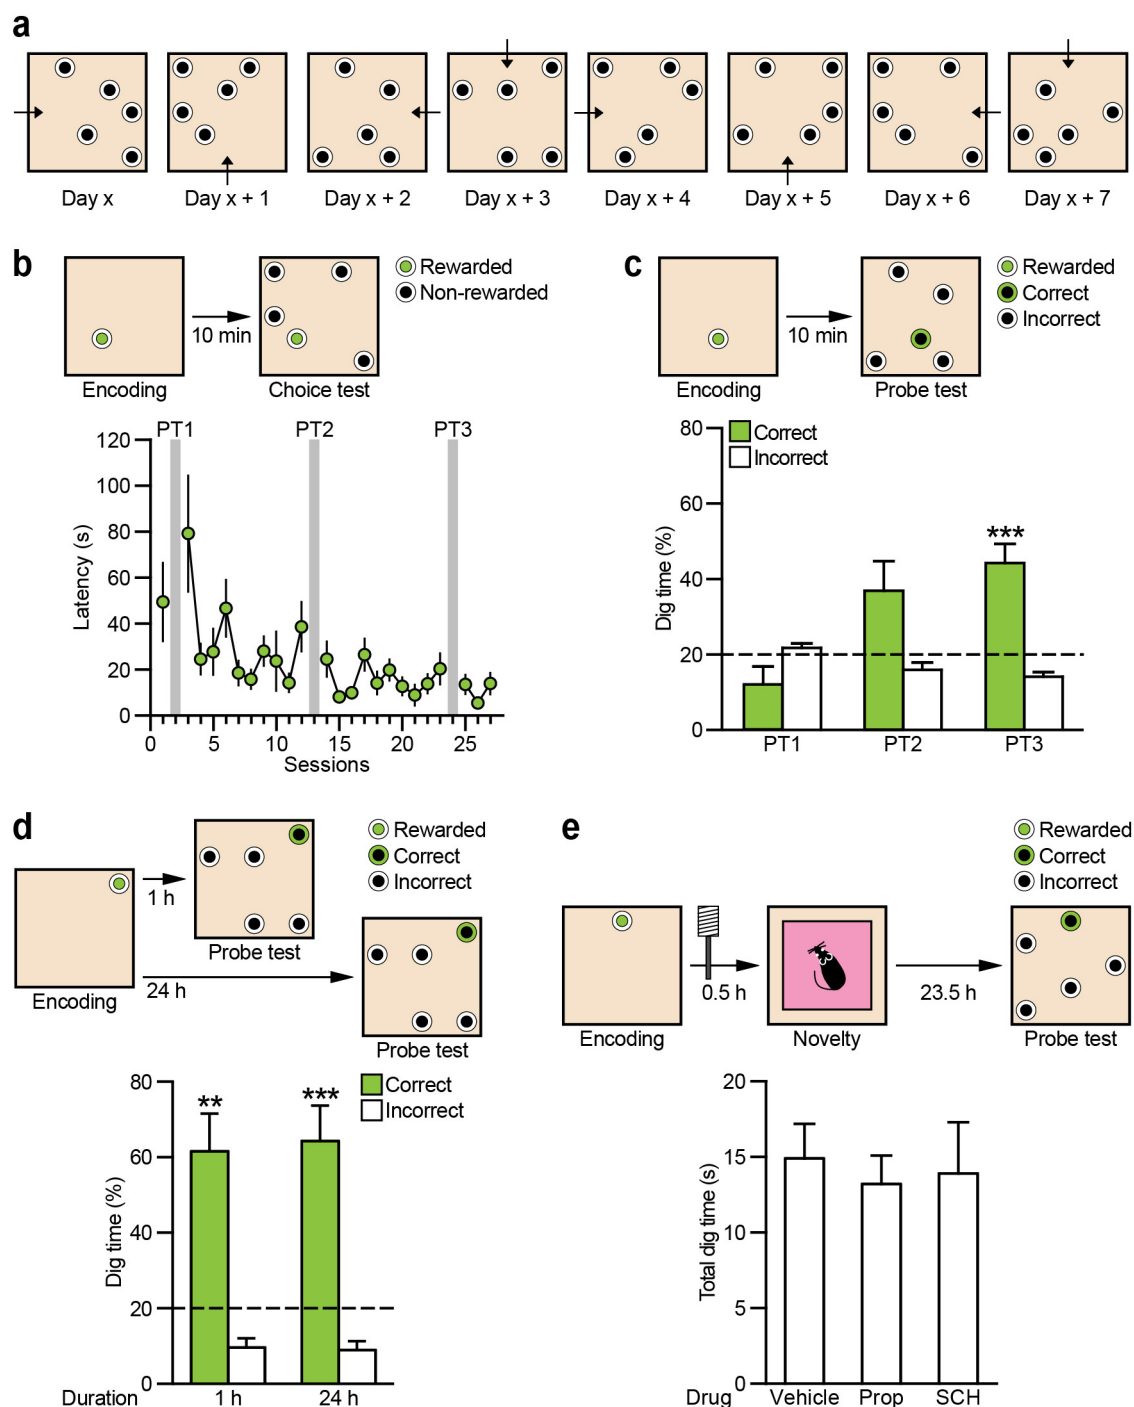 a
Day x
Day x + 1
Day x + 2
Day x + 3
Day x + 4
Day x + 5
Day x + 6
Day x + 7
b
10 min
Encoding
Choice test
Rewarded
Non-rewarded
PT1
PT2
PT3
Latency (s)
120
100
80
60
40
20
0
0
5
10
15
20
25
Sessions
c
10 min
Encoding
Probe test
Rewarded
Correct
Incorrect
Correct
Incorrect
Dig time (%)
80
60
40
20
0
***
PT1
PT2
PT3
d
1 h
Probe test
24 h
Encoding
Probe test
Rewarded
Correct
Incorrect
Correct
Incorrect
Dig time (%)
80
60
40
20
0
**
***
Duration
1 h
24 h
e
Rewarded
Correct
Incorrect
0.5 h
23.5 h
Encoding
Novelty
Probe test
Total dig time (s)
20
15
10
5
0
Drug
Vehicle
Prop
SCH